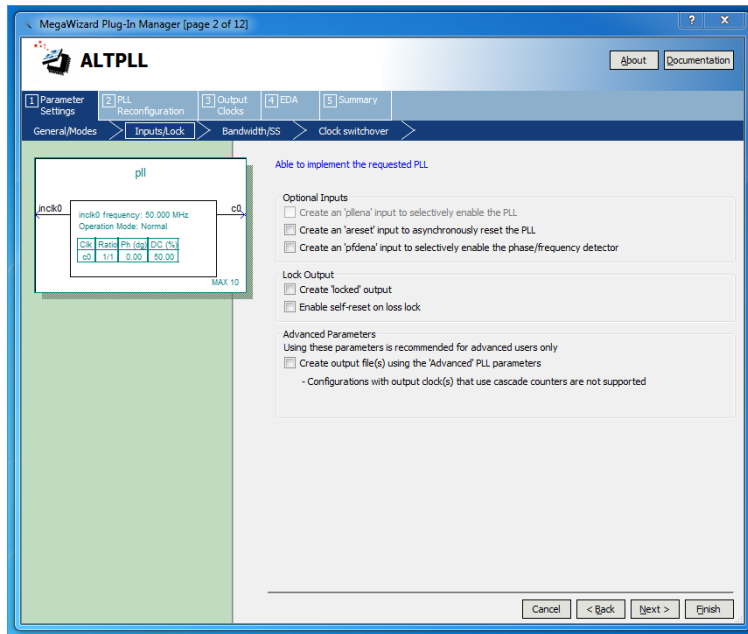 MegaWizard Plug-In Manager [page 2 of 12]
? X
ALTPLL
About Documentation
1 Parameter Settings 2 PLL Reconfiguration 3 Output Clocks 4 EDA 5 Summary
General/Modes Inputs/Lock Bandwidth/SS Clock switchover
pll
inclk0 c0
inclk0 frequency: 50.000 MHz
Operation Mode: Normal
Clk Ratio Ph (dg) DC (%)
c0 1/1 0.00 50.00
MAX 10
Able to implement the requested PLL
Optional Inputs
Create an 'pllena' input to selectively enable the PLL
Create an 'areset' input to asynchronously reset the PLL
Create an 'pfdena' input to selectively enable the phase/frequency detector
Lock Output
Create 'locked' output
Enable self-reset on loss lock
Advanced Parameters
Using these parameters is recommended for advanced users only
Create output file(s) using the 'Advanced' PLL parameters
- Configurations with output clock(s) that use cascade counters are not supported
Cancel < Back Next > Finish